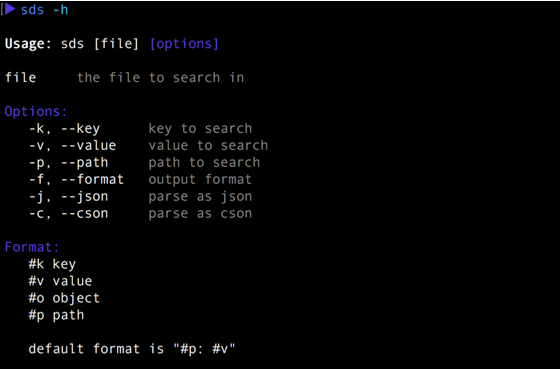 ▶ sds -h
Usage: sds [file] [options]
file     the file to search in
Options:
-k, --key      key to search
-v, --value    value to search
-p, --path     path to search
-f, --format   output format
-j, --json     parse as json
-c, --cson     parse as cson
Format:
#k key
#v value
#o object
#p path
default format is "#p: #v"